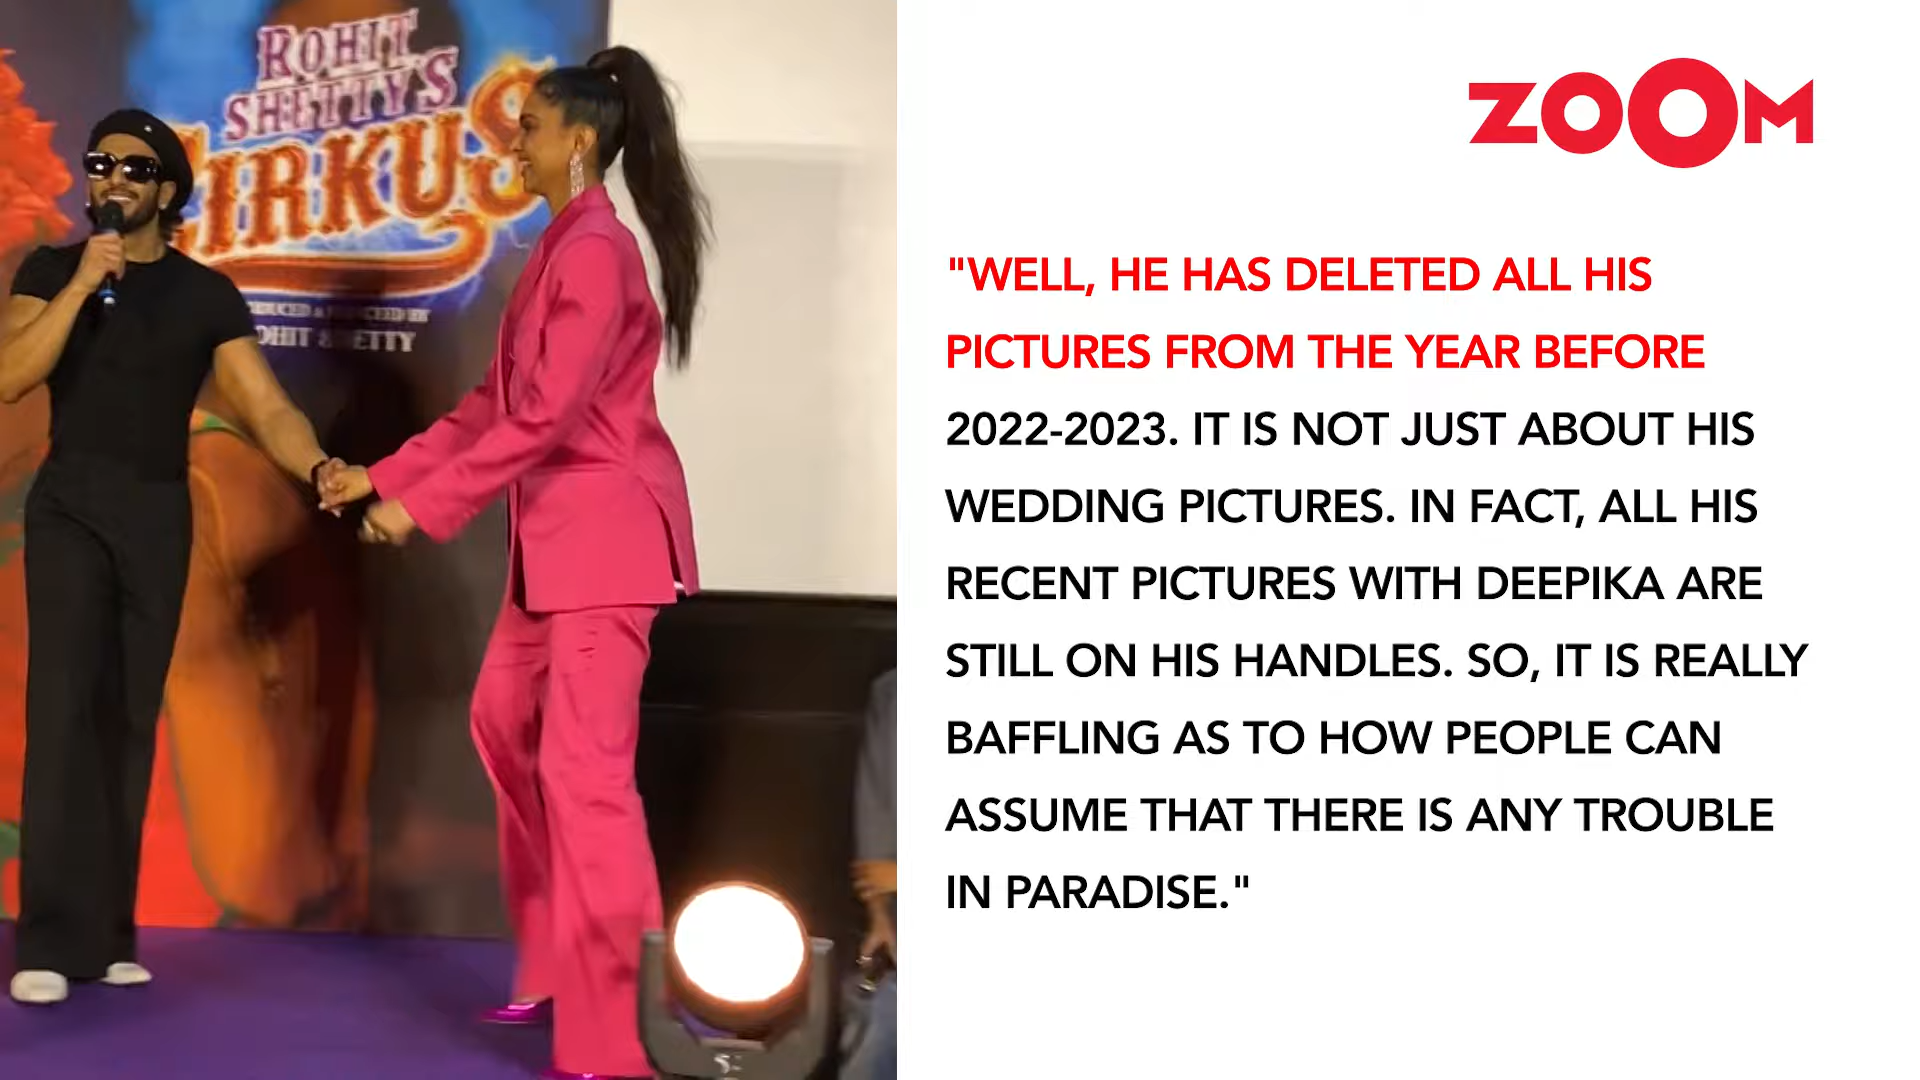 ROHIT
SHETTY'S
CIRKUS
ZOOM
"WELL, HE HAS DELETED ALL HIS
PICTURES FROM THE YEAR BEFORE
2022-2023. IT IS NOT JUST ABOUT HIS
WEDDING PICTURES. IN FACT, ALL HIS
RECENT PICTURES WITH DEEPIKA ARE
STILL ON HIS HANDLES. SO, IT IS REALLY
BAFFLING AS TO HOW PEOPLE CAN
ASSUME THAT THERE IS ANY TROUBLE
IN PARADISE."